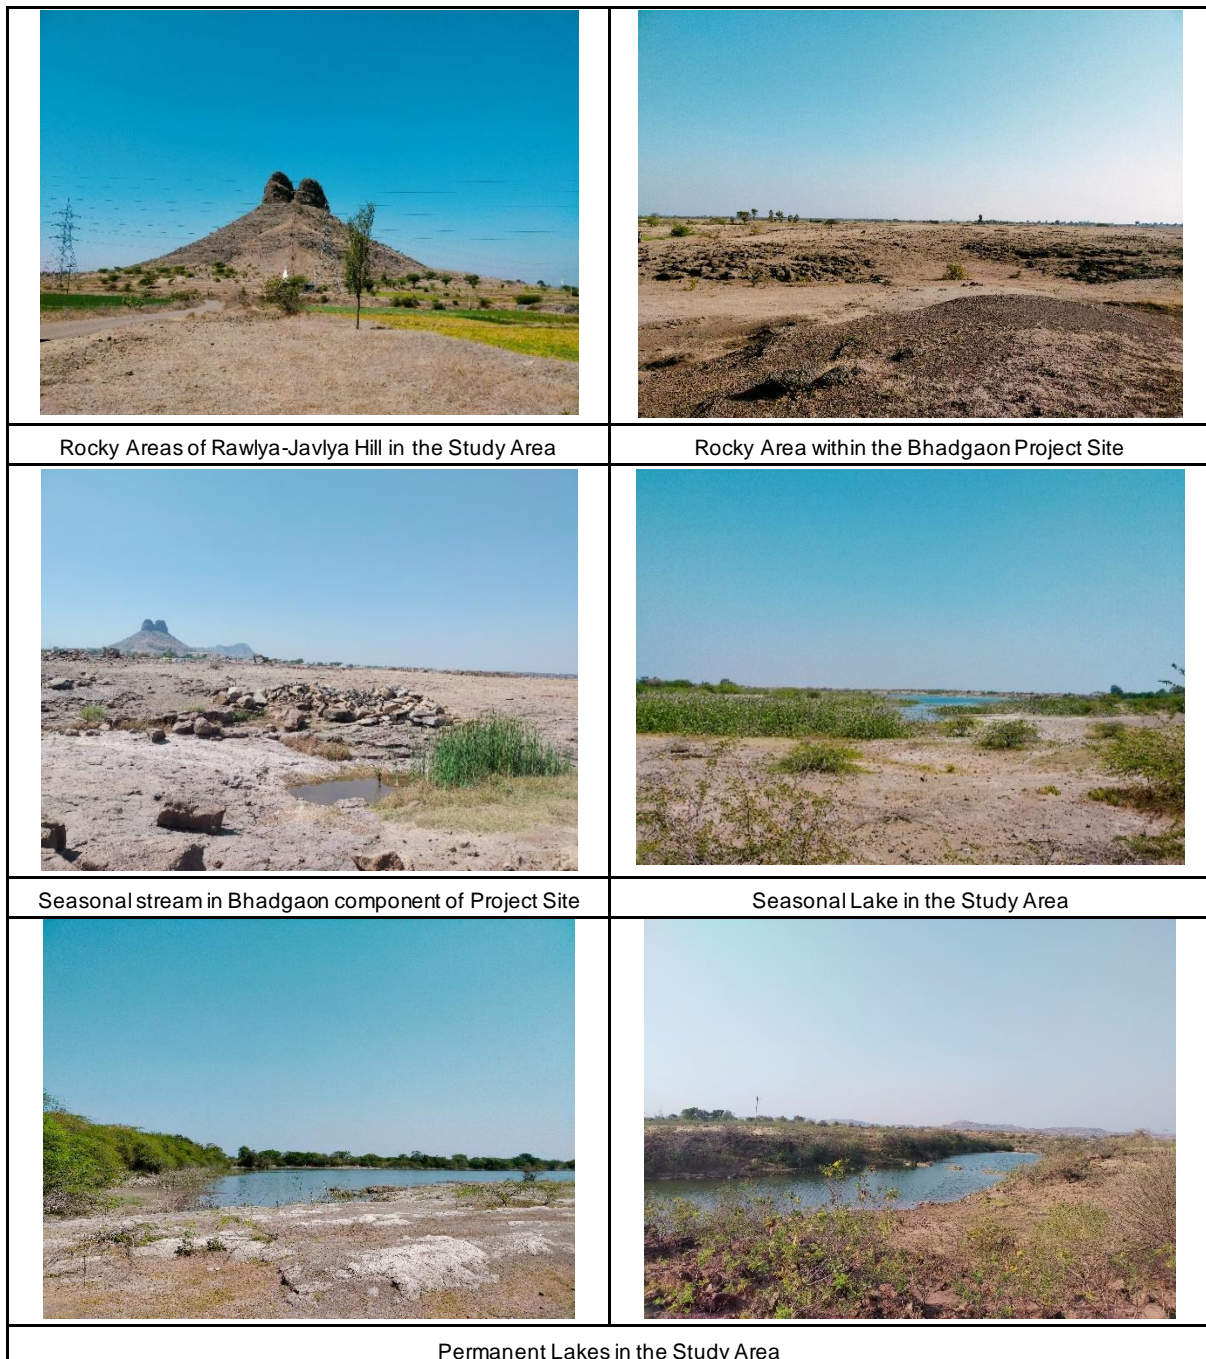 Rocky Areas of Rawlya-Javlya Hill in the Study Area
Rocky Area within the Bhadgaon Project Site
Seasonal stream in Bhadgaon component of Project Site
Seasonal Lake in the Study Area
Permanent Lakes in the Study Area